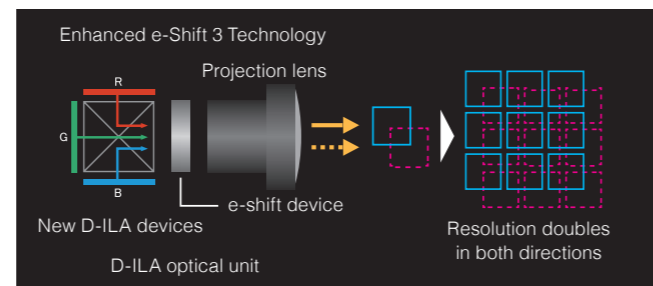 Enhanced e-Shift 3 Technology
Projection lens
R
G
B
e-shift device
New D-ILA devices
D-ILA optical unit
Resolution doubles
in both directions